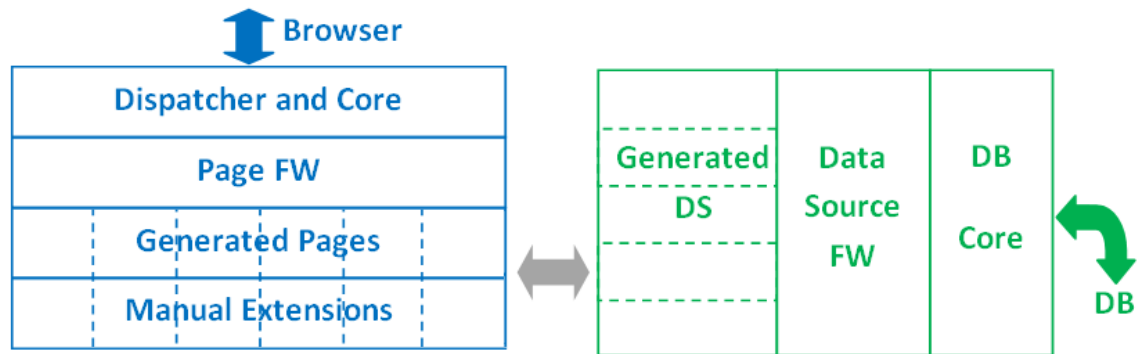 Browser
Dispatcher and Core
Page FW
Generated Pages
Manual Extensions
Generated
DS
Data
Source
FW
DB
Core
DB